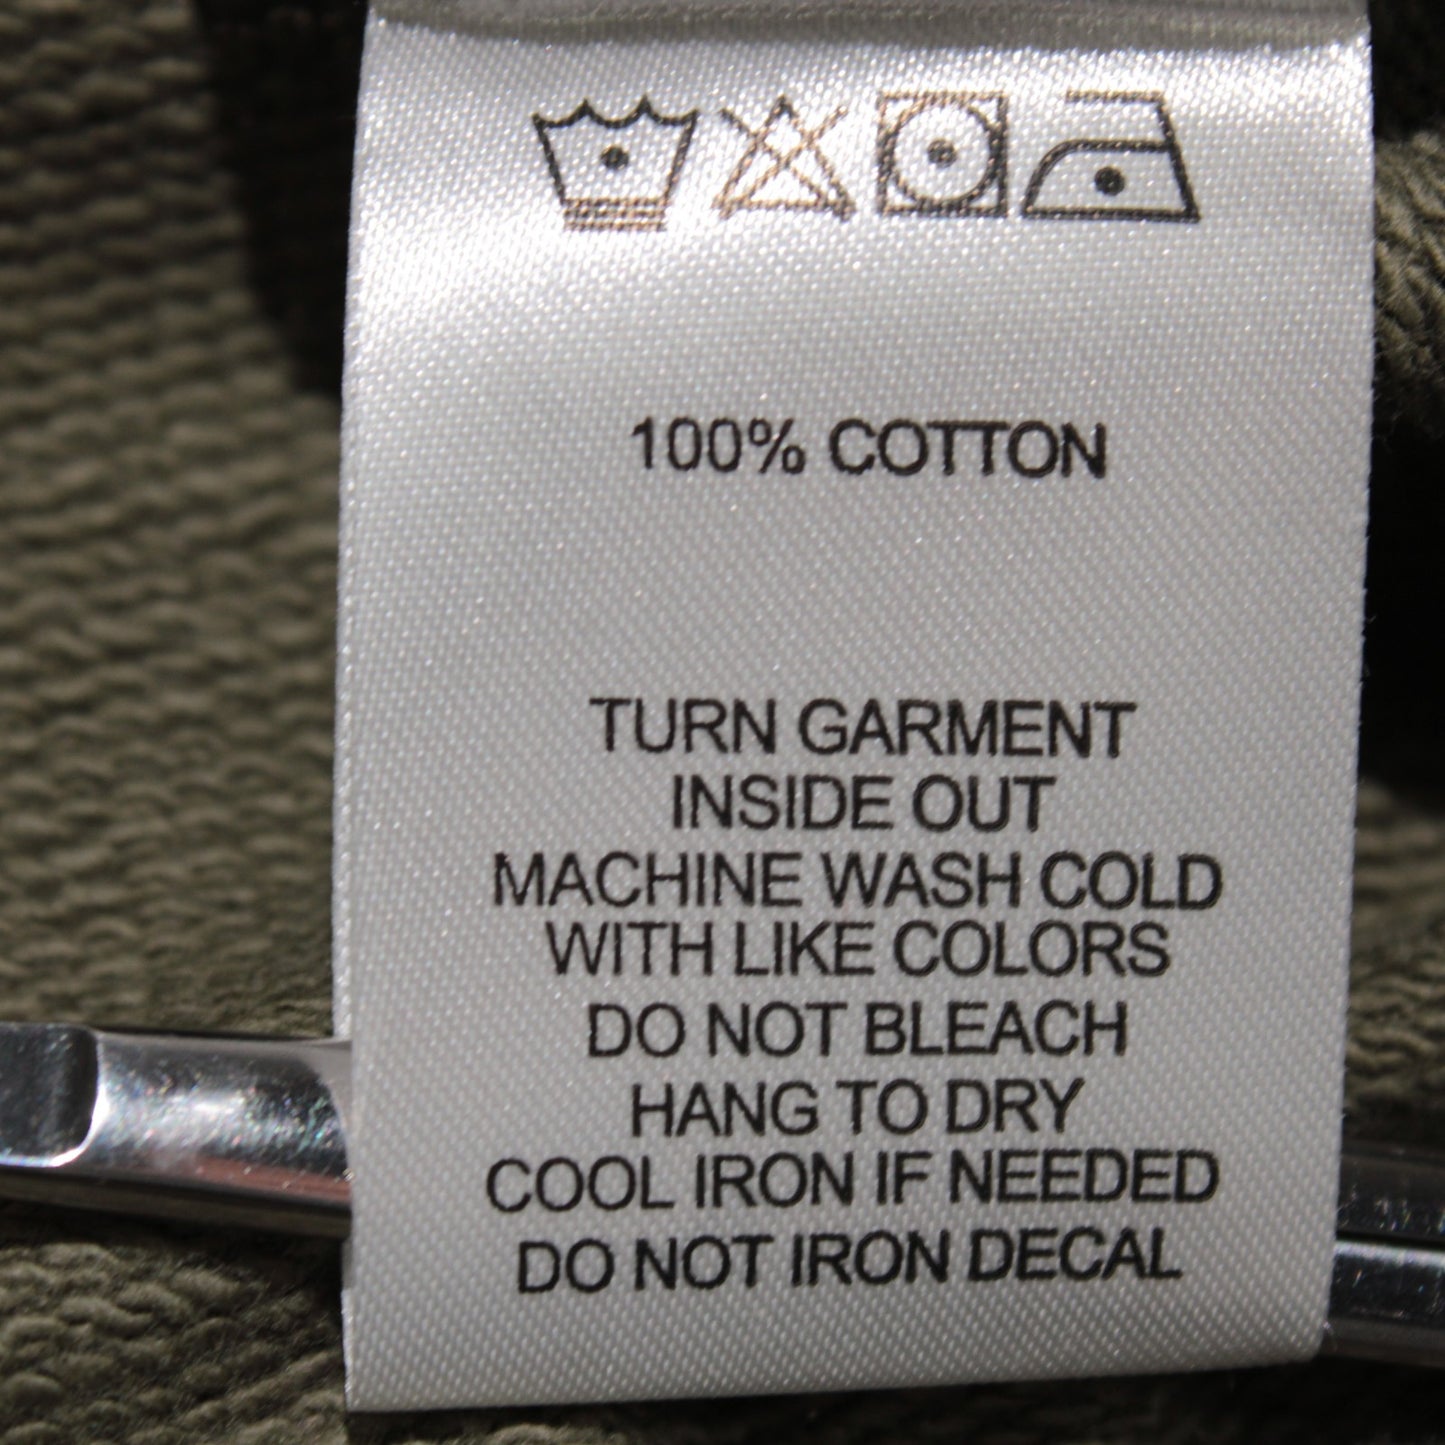 100% COTTON
TURN GARMENT
INSIDE OUT
MACHINE WASH COLD
WITH LIKE COLORS
DO NOT BLEACH
HANG TO DRY
COOL IRON IF NEEDED
DO NOT IRON DECAL